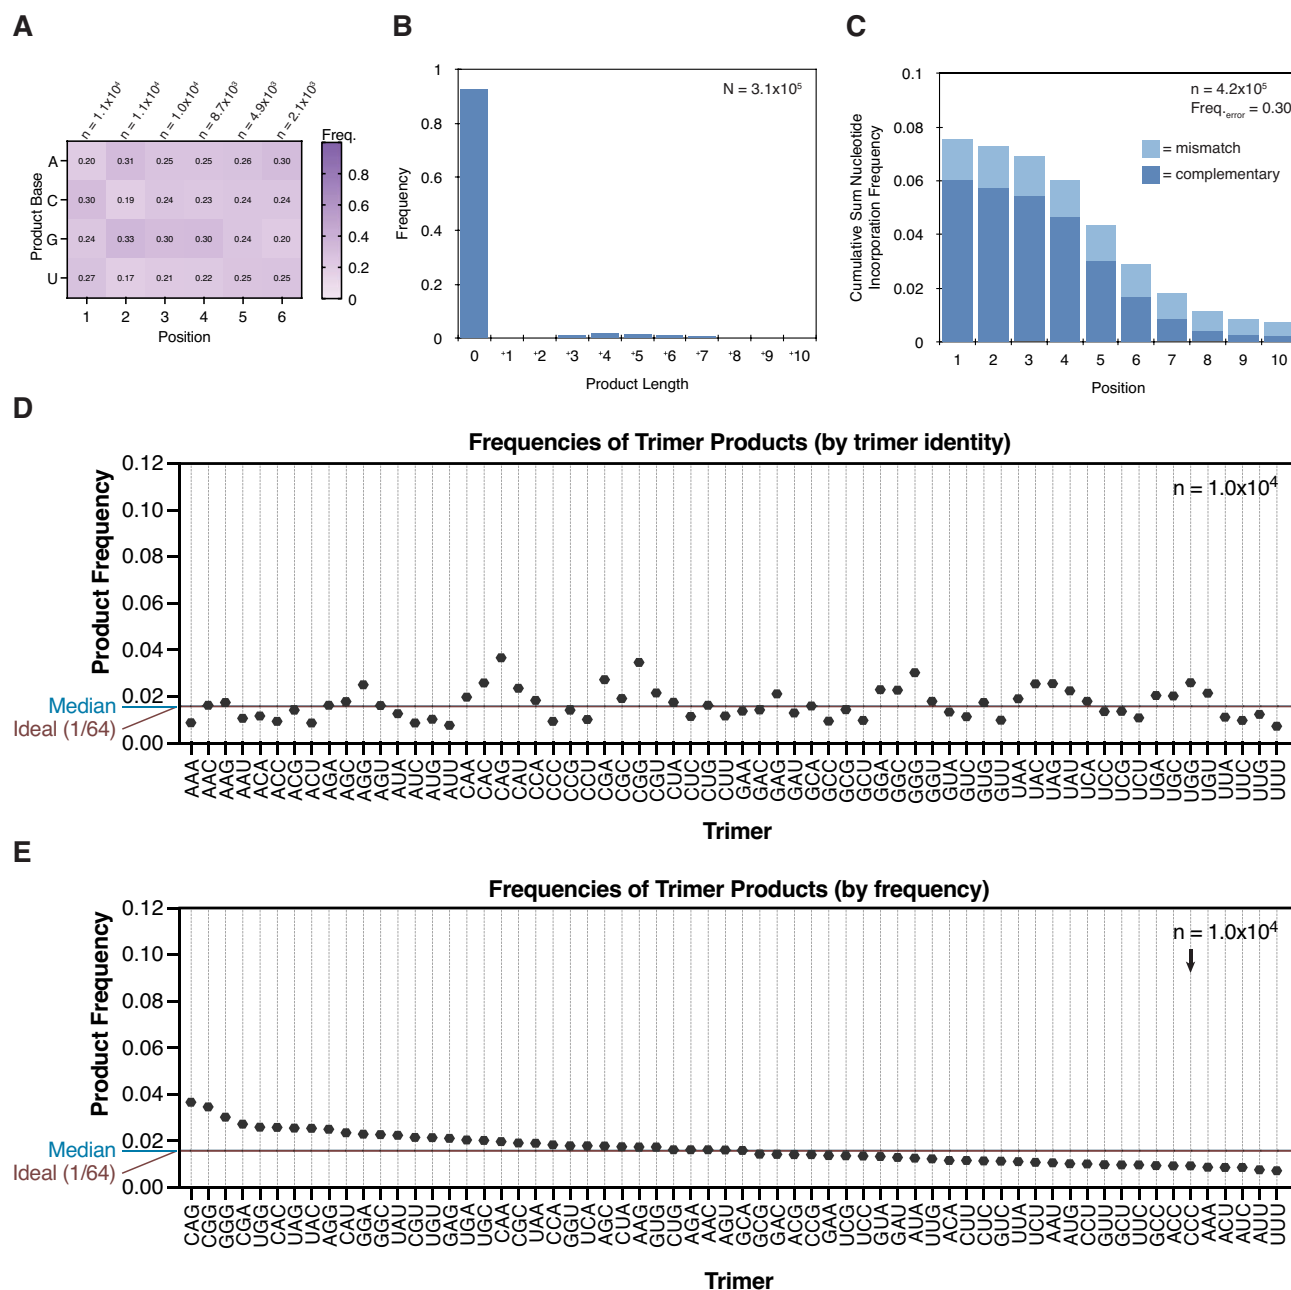 A
B
C
n = 1.1x10⁴
n = 1.1x10⁴
n = 1.0x10⁴
n = 8.7x10³
n = 4.9x10³
n = 2.1x10³
Freq.
Product Base
A 0.20 0.31 0.25 0.25 0.26 0.30
C 0.30 0.19 0.24 0.23 0.24 0.24
G 0.24 0.33 0.30 0.30 0.24 0.20
U 0.27 0.17 0.21 0.22 0.25 0.25
1 2 3 4 5 6
Position
0.8
0.6
0.4
0.2
0
Frequency
1
0.8
0.6
0.4
0.2
0
N = 3.1x10⁵
0 +1 +2 +3 +4 +5 +6 +7 +8 +9 +10
Product Length
Cumulative Sum Nucleotide
Incorporation Frequency
0.1
0.08
0.06
0.04
0.02
0
n = 4.2x10⁵
Freq.error = 0.30
= mismatch
= complementary
1 2 3 4 5 6 7 8 9 10
Position
D
Frequencies of Trimer Products (by trimer identity)
Product Frequency
0.12
0.10
0.08
0.06
0.04
0.02
0.00
Median
Ideal (1/64)
n = 1.0x10⁴
AAA AAC AAG AAU ACA ACC ACG ACU AGA AGC AGG AGU AUA AUC AUG AUU CAA CAC CAG CAU CCA CCC CCG CCU CGA CGC CGG CGU CUA CUC CUG CUU GAA GAC GAG GAU GCA GCC GCG GCU GGA GGC GGG GGU GUA GUC GUG GUU UAA UAC UAG UAU UCA UCC UCG UCU UGA UGC UGG UGU UUA UUC UUG UUU
Trimer
E
Frequencies of Trimer Products (by frequency)
Product Frequency
0.12
0.10
0.08
0.06
0.04
0.02
0.00
Median
Ideal (1/64)
n = 1.0x10⁴
CAG CGG GGG CGA UGG CAC UAG UAC AGG CAU GGA GGC UAU CGU UGU GAG UGA UGC CAA CGC UAA CCA GGU UCA AGC CUA AAG GUG CUG AGA AAC AGU GCA GCG GAC ACG CCG GAA UCG UCC GUA GAU AUA UUG ACA CUU CUC GUC UUA UCU AAU AUG CCU GUU GCU UUC GCC ACC CCC AAA ACU AUC AUU UUU
Trimer